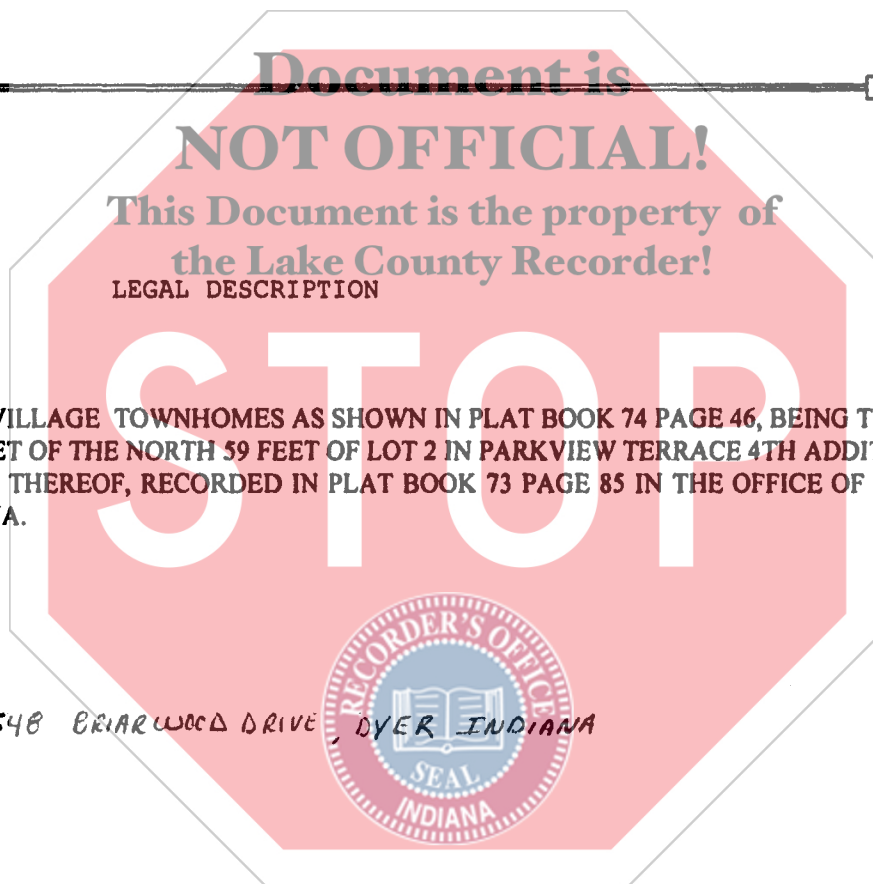 Document is
NOT OFFICIAL!
This Document is the property of
the Lake County Recorder!
LEGAL DESCRIPTION
STOP
VILLAGE TOWNHOMES AS SHOWN IN PLAT BOOK 74 PAGE 46, BEING T
ET OF THE NORTH 59 FEET OF LOT 2 IN PARKVIEW TERRACE 4TH ADDIT
THEREOF, RECORDED IN PLAT BOOK 73 PAGE 85 IN THE OFFICE OF
A.
548 BRIARWOOD DRIVE, DYER INDIANA
RECORDER'S OFFICE
SEAL
INDIANA